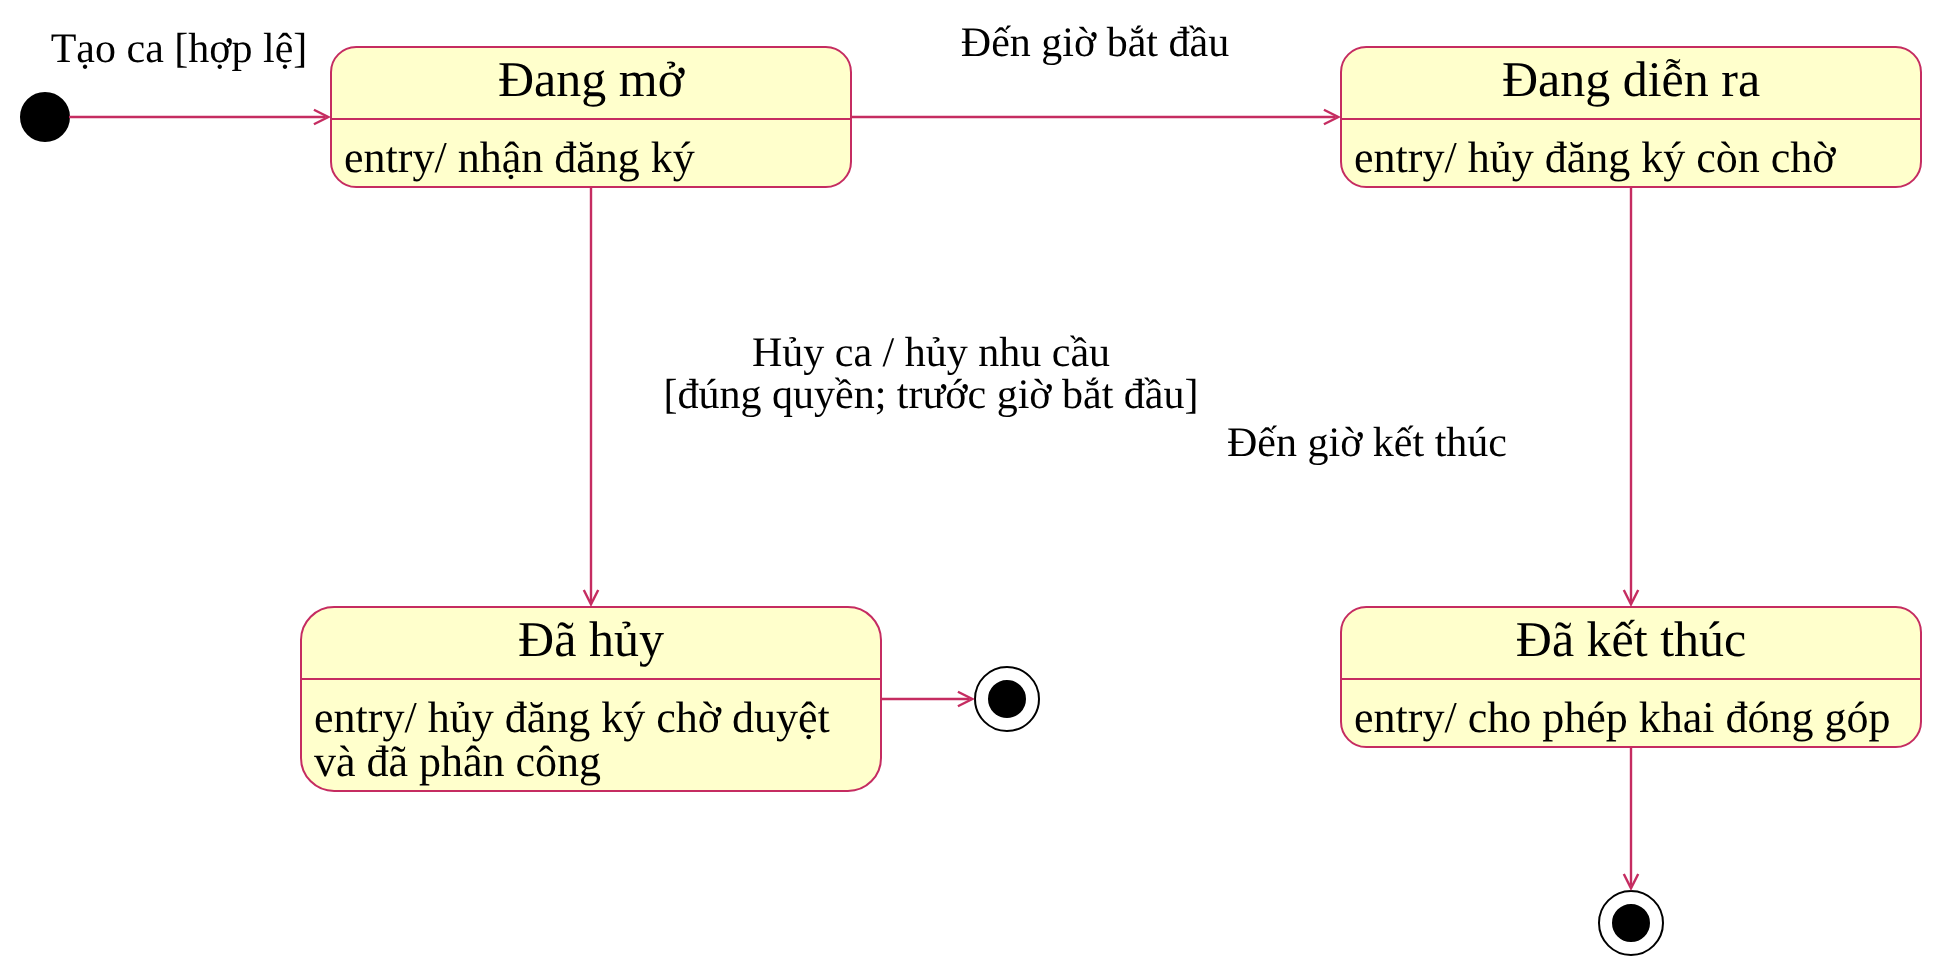 Tạo ca [hợp lệ]
Đang mở
entry/ nhận đăng ký
Đến giờ bắt đầu
Đang diễn ra
entry/ hủy đăng ký còn chờ
Hủy ca / hủy nhu cầu
[đúng quyền; trước giờ bắt đầu]
Đến giờ kết thúc
Đã hủy
entry/ hủy đăng ký chờ duyệt
và đã phân công
Đã kết thúc
entry/ cho phép khai đóng góp